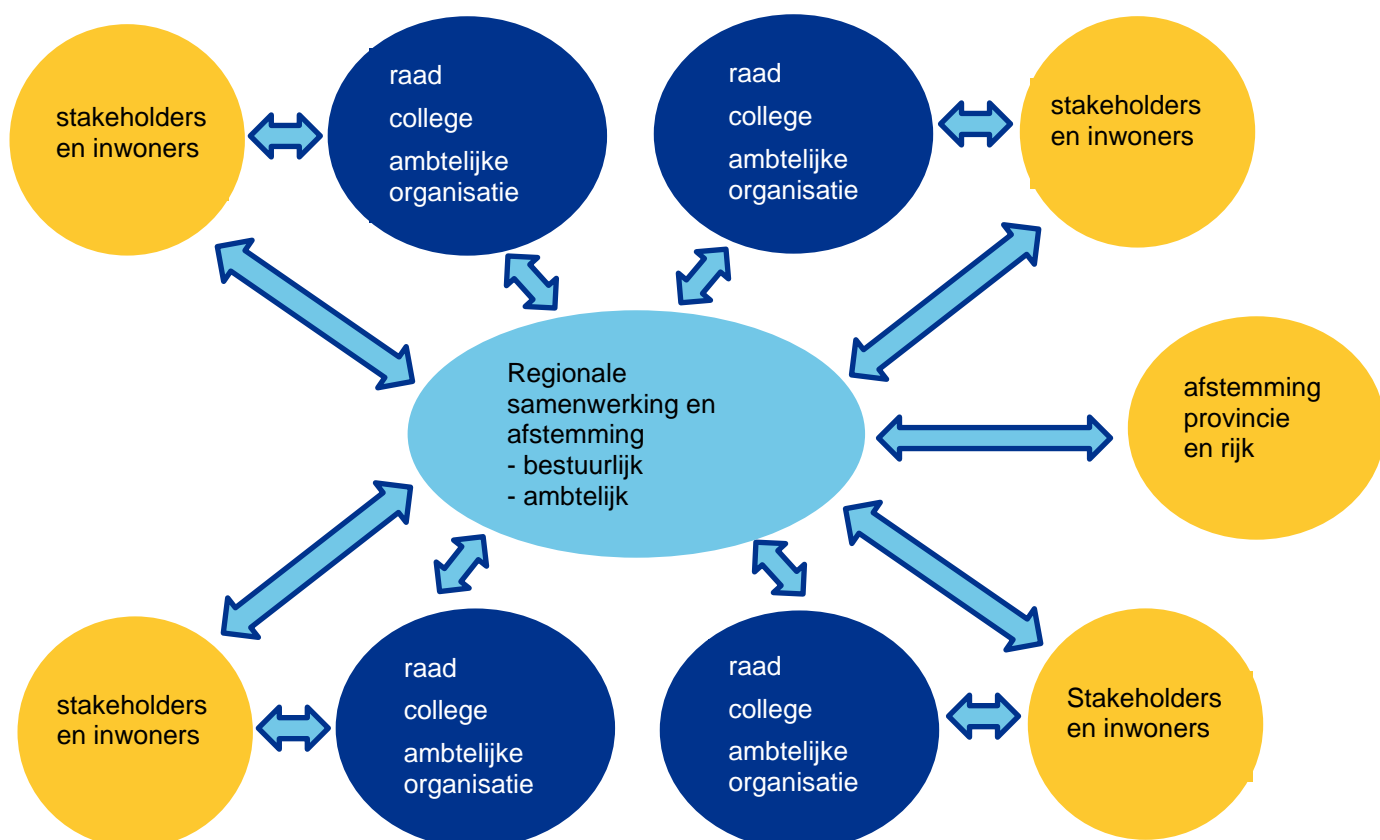 stakeholders
en inwoners
raad
college
ambtelijke
organisatie
raad
college
ambtelijke
organisatie
stakeholders
en inwoners
Regionale
samenwerking en
afstemming
- bestuurlijk
- ambtelijk
afstemming
provincie
en rijk
stakeholders
en inwoners
raad
college
ambtelijke
organisatie
raad
college
ambtelijke
organisatie
Stakeholders
en inwoners